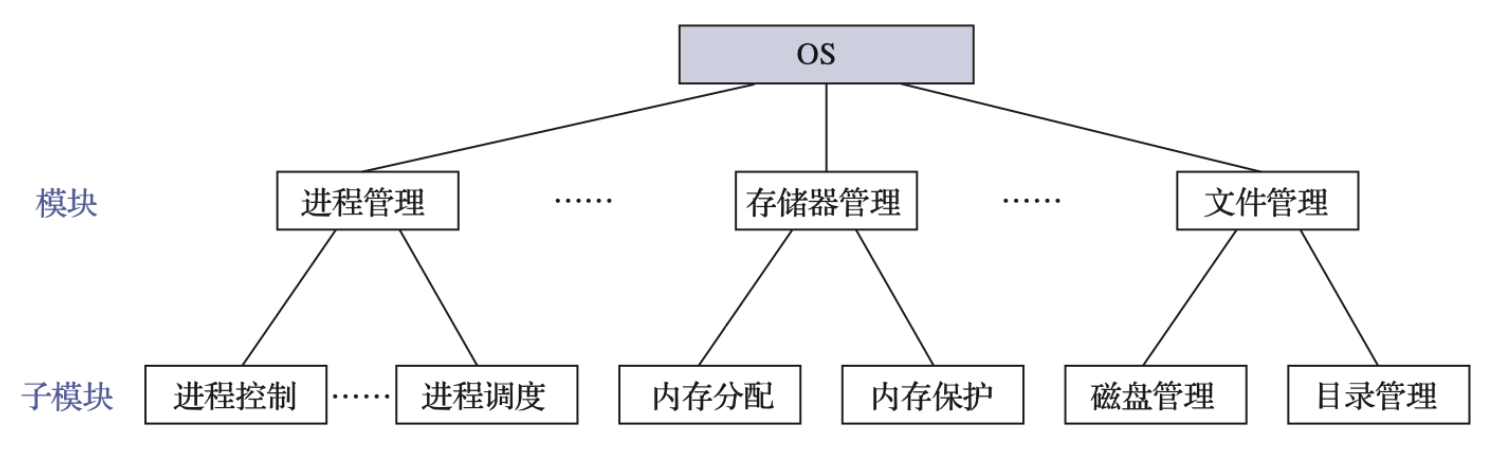 OS
模块 进程管理 …… 存储器管理 …… 文件管理
子模块 进程控制 …… 进程调度 内存分配 内存保护 磁盘管理 目录管理